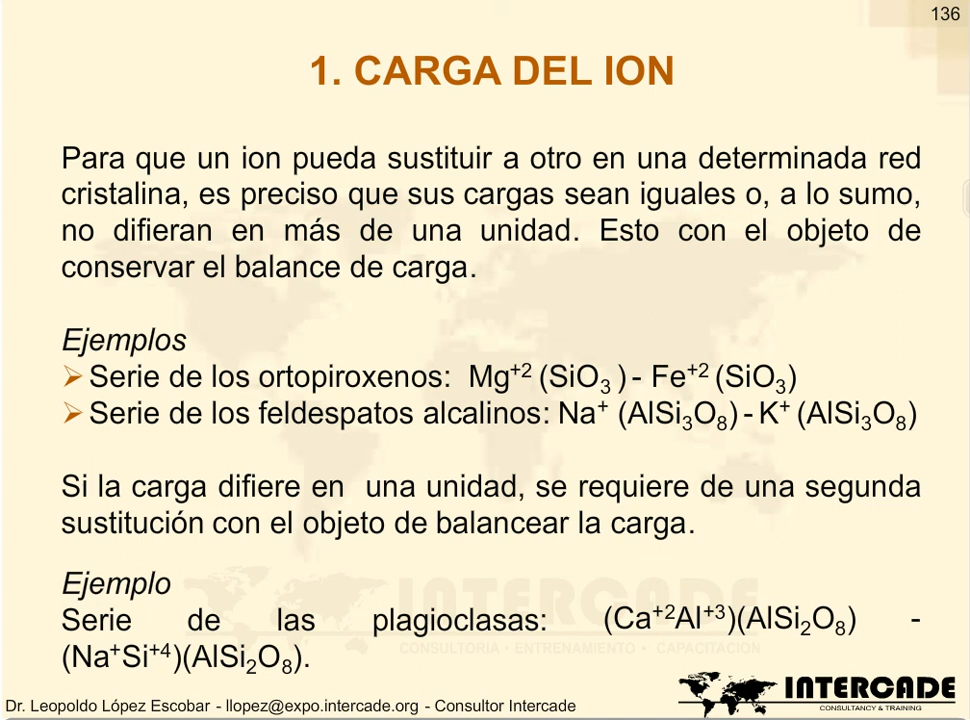 136
1. CARGA DEL ION
Para que un ion pueda sustituir a otro en una determinada red
cristalina, es preciso que sus cargas sean iguales o, a lo sumo,
no difieran en más de una unidad. Esto con el objeto de
conservar el balance de carga.
Ejemplos
➢ Serie de los ortopiroxenos: Mg⁺² (SiO₃ ) - Fe⁺² (SiO₃)
➢ Serie de los feldespatos alcalinos: Na⁺ (AlSi₃O₈) - K⁺ (AlSi₃O₈)
Si la carga difiere en una unidad, se requiere de una segunda
sustitución con el objeto de balancear la carga.
Ejemplo
Serie de las plagioclasas: (Ca⁺²Al⁺³)(AlSi₂O₈) -
(Na⁺Si⁺⁴)(AlSi₂O₈).
INTERCADE
CONSULTORIA • ENTRENAMIENTO • CAPACITACION
Dr. Leopoldo López Escobar - llopez@expo.intercade.org - Consultor Intercade
INTERCADE
CONSULTANCY & TRAINING